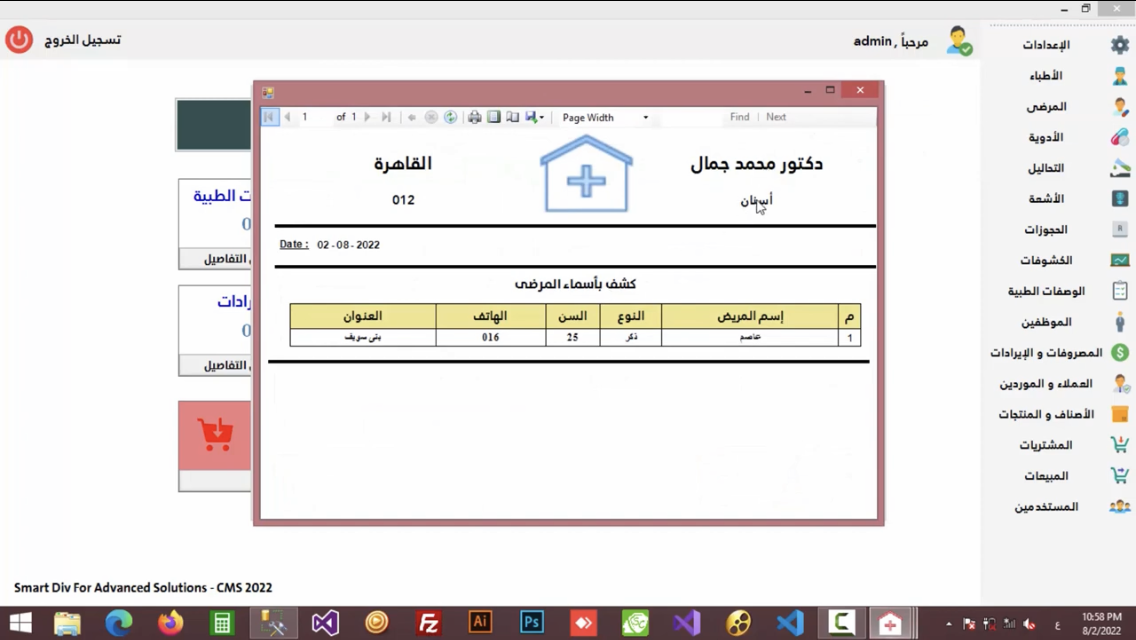 تسجيل الخروج
مرحباً , admin
الإعدادات
الأطباء
المرضى
الأدوية
التحاليل
الأشعة
الحجوزات
الكشوفات
الوصفات الطبية
الموظفين
المصروفات و الإيرادات
العملاء و الموردين
الأصناف و المنتجات
المشتريات
المبيعات
المستخدمين
1 of 1 Page Width Find | Next
دكتور محمد جمال
القاهرة
أسنان
012
Date : 02-08-2022
كشف بأسماء المرضى
م إسم المريض النوع السن الهاتف العنوان
1 عاصم ذكر 25 016 بنى سويف
ت الطبية
0
التفاصيل
رادات
0
التفاصيل
Smart Div For Advanced Solutions - CMS 2022
Fz Ai Ps C ع
10:58 PM
8/2/2022